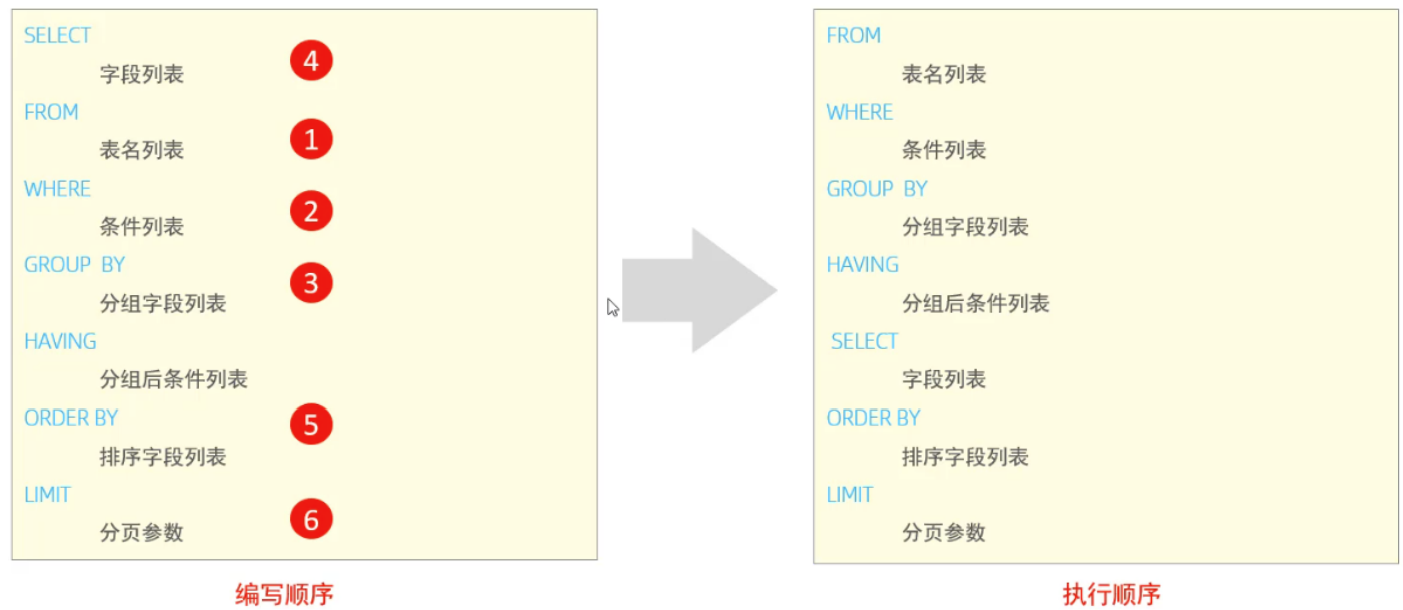 SELECT
字段列表
4
FROM
表名列表
1
WHERE
条件列表
2
GROUP BY
分组字段列表
3
HAVING
分组后条件列表
ORDER BY
排序字段列表
5
LIMIT
分页参数
6
编写顺序
FROM
表名列表
WHERE
条件列表
GROUP BY
分组字段列表
HAVING
分组后条件列表
SELECT
字段列表
ORDER BY
排序字段列表
LIMIT
分页参数
执行顺序